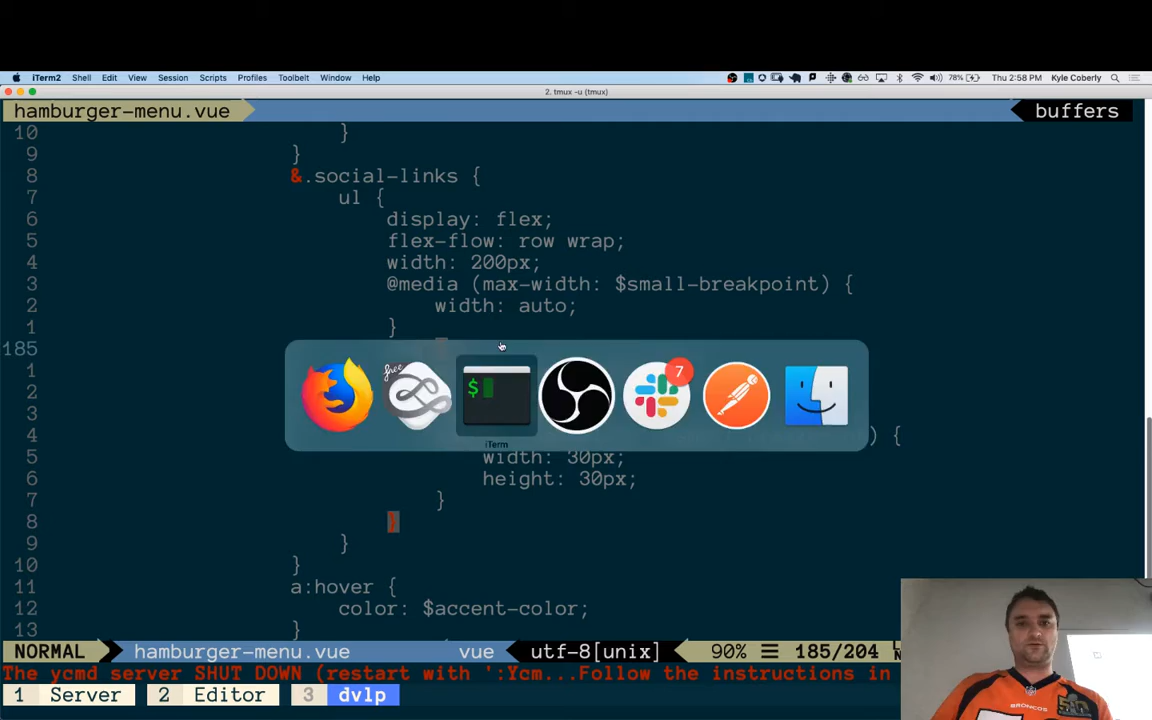 iTerm2 Shell Edit View Session Scripts Profiles Toolbelt Window Help 78% Thu 2:58 PM Kyle Coberly
2. tmux -u (tmux)
hamburger-menu.vue buffers
10 }
9 }
8 &.social-links {
7 ul {
6 display: flex;
5 flex-flow: row wrap;
4 width: 200px;
3 @media (max-width: $small-breakpoint) {
2 width: auto;
1 }
185
1
free
$
7
iTerm
4 ) {
5 width: 30px;
6 height: 30px;
7 }
8 }
9 }
10 }
11 a:hover {
12 color: $accent-color;
13 }
NORMAL hamburger-menu.vue vue utf-8[unix] 90% ☰ 185/204
The ycmd server SHUT DOWN (restart with ':Ycm...Follow the instructions in
1 Server 2 Editor 3 dvlp
BRONCOS